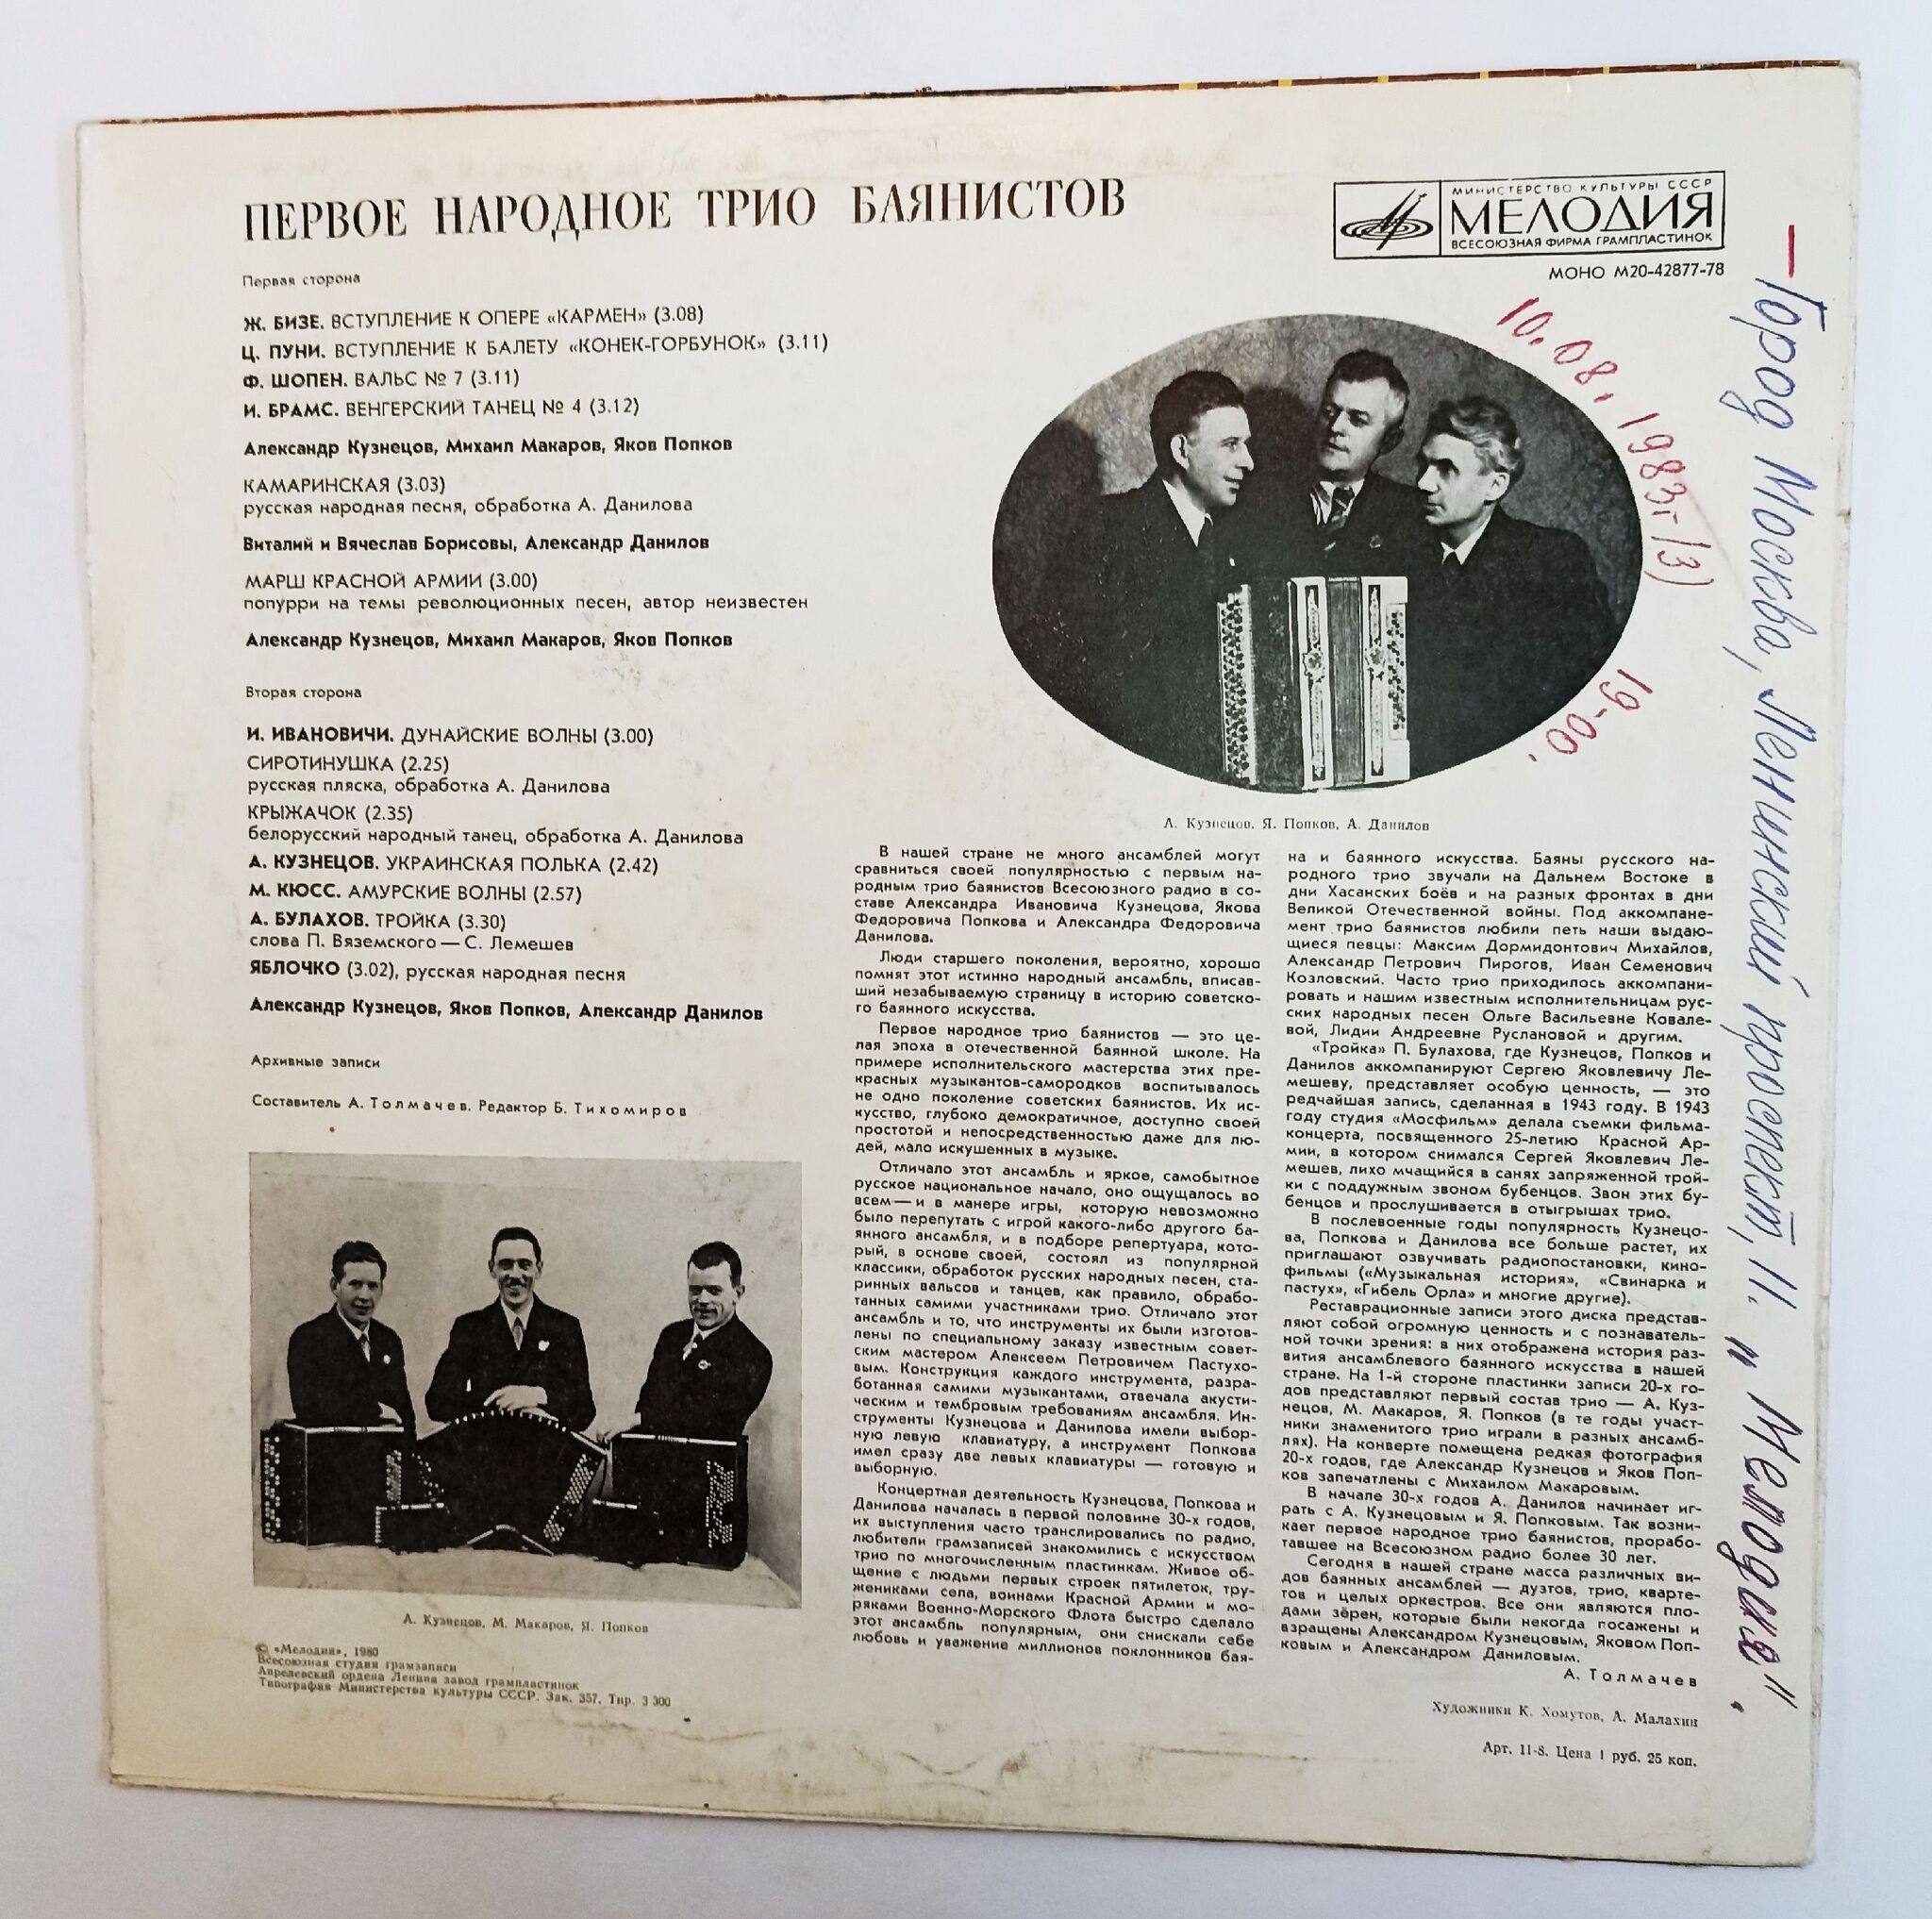 ПЕРВОЕ НАРОДНОЕ ТРИО БАЯНИСТОВ
МИНИСТЕРСТВО КУЛЬТУРЫ СССР
МЕЛОДИЯ
ВСЕСОЮЗНАЯ ФИРМА ГРАМПЛАСТИНОК
МОНО М20-42877-78
Первая сторона
Ж. БИЗЕ. ВСТУПЛЕНИЕ К ОПЕРЕ «КАРМЕН» (3.08)
Ц. ПУНИ. ВСТУПЛЕНИЕ К БАЛЕТУ «КОНЕК-ГОРБУНОК» (3.11)
Ф. ШОПЕН. ВАЛЬС № 7 (3.11)
И. БРАМС. ВЕНГЕРСКИЙ ТАНЕЦ № 4 (3.12)
Александр Кузнецов, Михаил Макаров, Яков Попков
КАМАРИНСКАЯ (3.03)
русская народная песня, обработка А. Данилова
Виталий и Вячеслав Борисовы, Александр Данилов
МАРШ КРАСНОЙ АРМИИ (3.00)
попурри на темы революционных песен, автор неизвестен
Александр Кузнецов, Михаил Макаров, Яков Попков
Вторая сторона
И. ИВАНОВИЧИ. ДУНАЙСКИЕ ВОЛНЫ (3.00)
СИРОТИНУШКА (2.25)
русская пляска, обработка А. Данилова
КРЫЖАЧОК (2.35)
белорусский народный танец, обработка А. Данилова
А. КУЗНЕЦОВ. УКРАИНСКАЯ ПОЛЬКА (2.42)
М. КЮСС. АМУРСКИЕ ВОЛНЫ (2.57)
А. БУЛАХОВ. ТРОЙКА (3.30)
слова П. Вяземского — С. Лемешев
ЯБЛОЧКО (3.02), русская народная песня
Александр Кузнецов, Яков Попков, Александр Данилов
Архивные записи
Составитель А. Толмачев. Редактор Б. Тихомиров
А. Кузнецов, М. Макаров, Я. Попков
© «Мелодия», 1980
Всесоюзная студия грамзаписи
Апрелевский ордена Ленина завод грампластинок
Типография Министерства культуры СССР. Зак. 357. Тир. 3 300
А. Кузнецов, Я. Попков, А. Данилов
В нашей стране не много ансамблей могут
сравниться своей популярностью с первым на-
родным трио баянистов Всесоюзного радио в со-
ставе Александра Ивановича Кузнецова, Якова
Федоровича Попкова и Александра Федоровича
Данилова.
Люди старшего поколения, вероятно, хорошо
помнят этот истинно народный ансамбль, вписав-
ший незабываемую страницу в историю советско-
го баянного искусства.
Первое народное трио баянистов — это це-
лая эпоха в отечественной баянной школе. На
примере исполнительского мастерства этих пре-
красных музыкантов-самородков воспитывалось
не одно поколение советских баянистов. Их ис-
кусство, глубоко демократичное, доступно своей
простотой и непосредственностью даже для лю-
дей, мало искушенных в музыке.
Отличало этот ансамбль и яркое, самобытное
русское национальное начало, оно ощущалось во
всем — и в манере игры, которую невозможно
было перепутать с игрой какого-либо другого ба-
янного ансамбля, и в подборе репертуара, кото-
рый, в основе своей, состоял из популярной
классики, обработок русских народных песен, ста-
ринных вальсов и танцев, как правило, обрабо-
танных самими участниками трио. Отличало этот
ансамбль и то, что инструменты их были изготов-
лены по специальному заказу известным совет-
ским мастером Алексеем Петровичем Пастухо-
вым. Конструкция каждого инструмента, разра-
ботанная самими музыкантами, отвечала акусти-
ческим и тембровым требованиям ансамбля. Ин-
струменты Кузнецова и Данилова имели выбор-
ную левую клавиатуру, а инструмент Попкова
имел сразу две левых клавиатуры — готовую и
выборную.
Концертная деятельность Кузнецова, Попкова и
Данилова началась в первой половине 30-х годов,
их выступления часто транслировались по радио,
любители грамзаписей знакомились с искусством
трио по многочисленным пластинкам. Живое об-
щение с людьми первых строек пятилеток, тру-
жениками села, воинами Красной Армии и мо-
ряками Военно-Морского Флота быстро сделало
этот ансамбль популярным, они снискали себе
любовь и уважение миллионов поклонников бая-
на и баянного искусства. Баяны русского на-
родного трио звучали на Дальнем Востоке в
дни Хасанских боёв и на разных фронтах в дни
Великой Отечественной войны. Под аккомпане-
мент трио баянистов любили петь наши выдаю-
щиеся певцы: Максим Дормидонтович Михайлов,
Александр Петрович Пирогов, Иван Семенович
Козловский. Часто трио приходилось аккомпани-
ровать и нашим известным исполнительницам рус-
ских народных песен Ольге Васильевне Ковале-
вой, Лидии Андреевне Руслановой и другим.
«Тройка» П. Булахова, где Кузнецов, Попков и
Данилов аккомпанируют Сергею Яковлевичу Ле-
мешеву, представляет особую ценность, — это
редчайшая запись, сделанная в 1943 году. В 1943
году студия «Мосфильм» делала съемки фильма-
концерта, посвященного 25-летию Красной Ар-
мии, в котором снимался Сергей Яковлевич Ле-
мешев, лихо мчащийся в санях запряженной трой-
ки с поддужным звоном бубенцов. Звон этих бу-
бенцов и прослушивается в отыгрышах трио.
В послевоенные годы популярность Кузнецо-
ва, Попкова и Данилова все больше растет, их
приглашают озвучивать радиопостановки, кино-
фильмы («Музыкальная история», «Свинарка и
пастух», «Гибель Орла» и многие другие).
Реставрационные записи этого диска представ-
ляют собой огромную ценность и с познаватель-
ной точки зрения: в них отображена история раз-
вития ансамблевого баянного искусства в нашей
стране. На 1-й стороне пластинки записи 20-х го-
дов представляют первый состав трио — А. Куз-
нецов, М. Макаров, Я. Попков (в те годы участ-
ники знаменитого трио играли в разных ансамб-
лях). На конверте помещена редкая фотография
20-х годов, где Александр Кузнецов и Яков Поп-
ков запечатлены с Михаилом Макаровым.
В начале 30-х годов А. Данилов начинает иг-
рать с А. Кузнецовым и Я. Попковым. Так возни-
кает первое народное трио баянистов, прорабо-
тавшее на Всесоюзном радио более 30 лет.
Сегодня в нашей стране масса различных ви-
дов баянных ансамблей — дуэтов, трио, кварте-
тов и целых оркестров. Все они являются пло-
дами зёрен, которые были некогда посажены и
взращены Александром Кузнецовым, Яковом Поп-
ковым и Александром Даниловым.
А. Толмачев
Художники К. Хомутов, А. Малахин
Арт. 11-8. Цена 1 руб. 25 коп.
10.08.1983г 13)
19-00.
— Город Москва, Ленинский проспект, 11. „Мелодия".